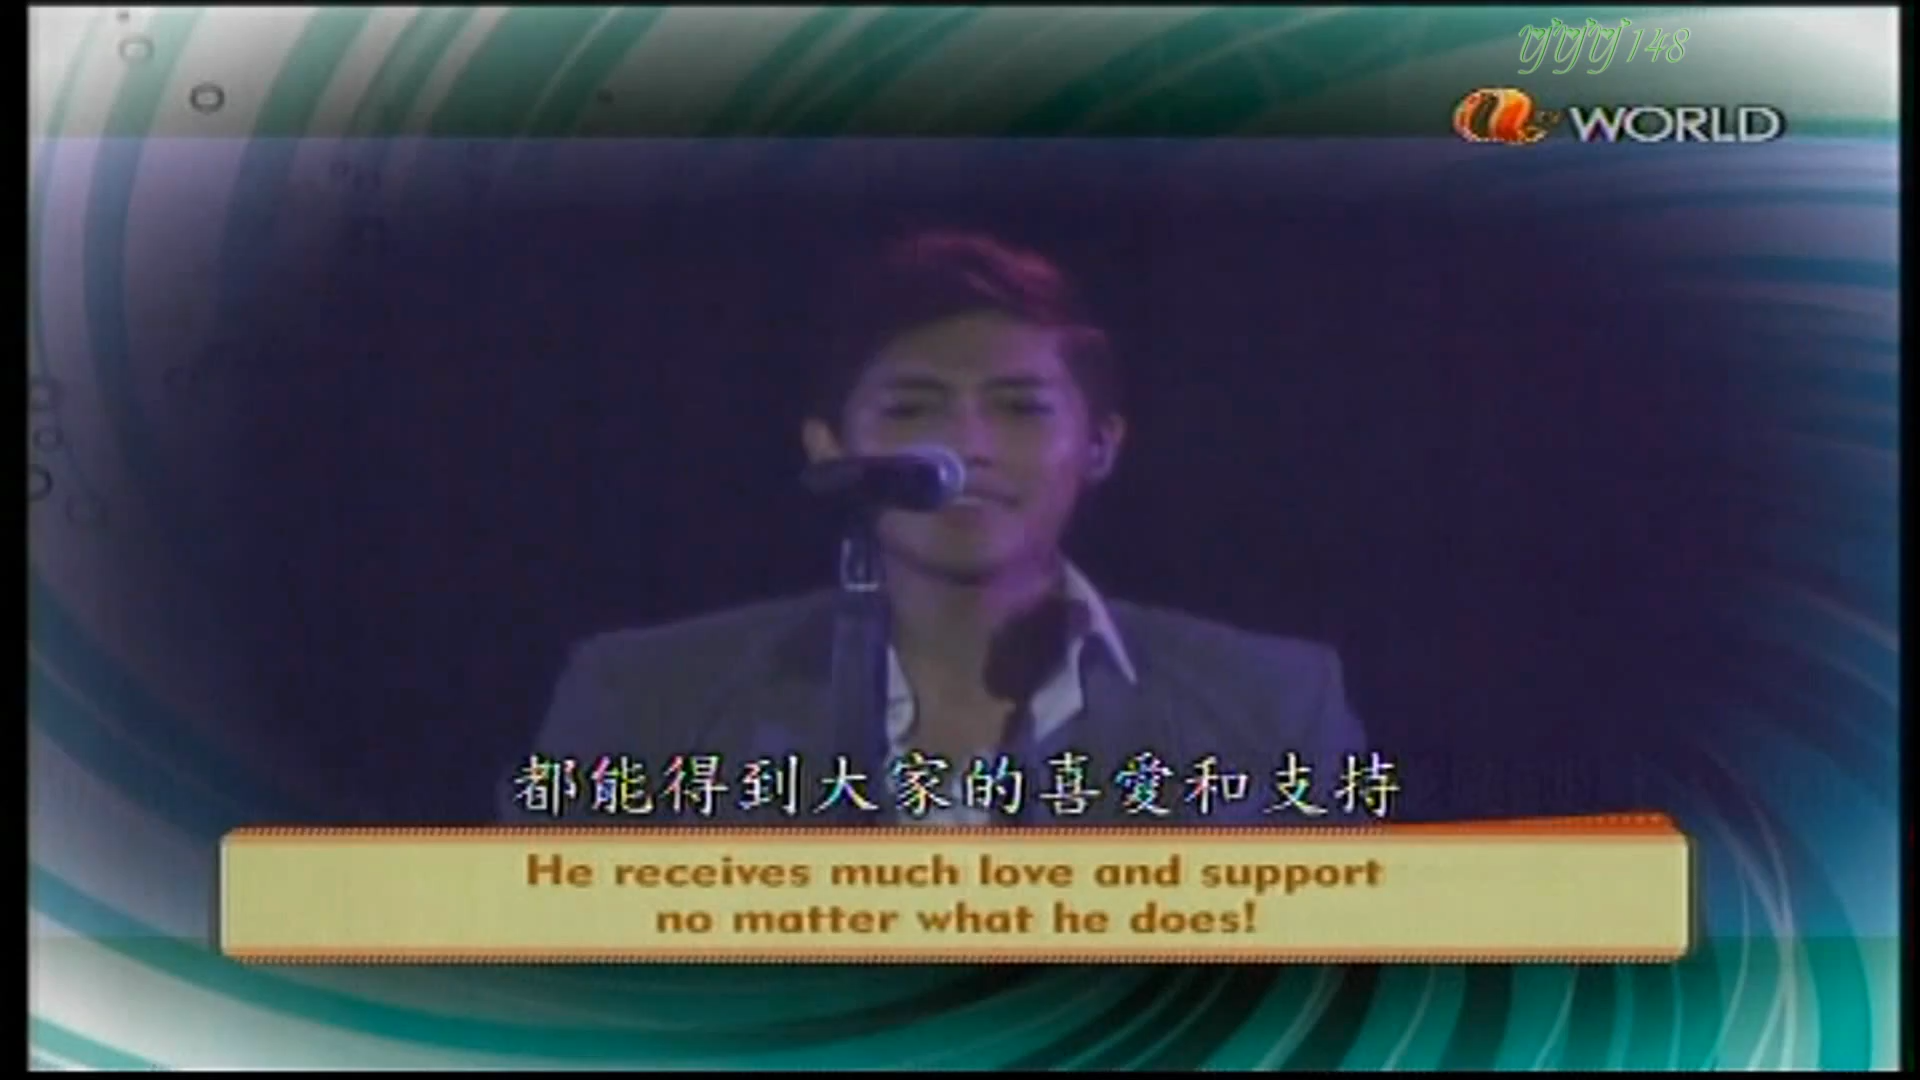 yyy148
WORLD
都能得到大家的喜愛和支持
He receives much love and support
no matter what he does!